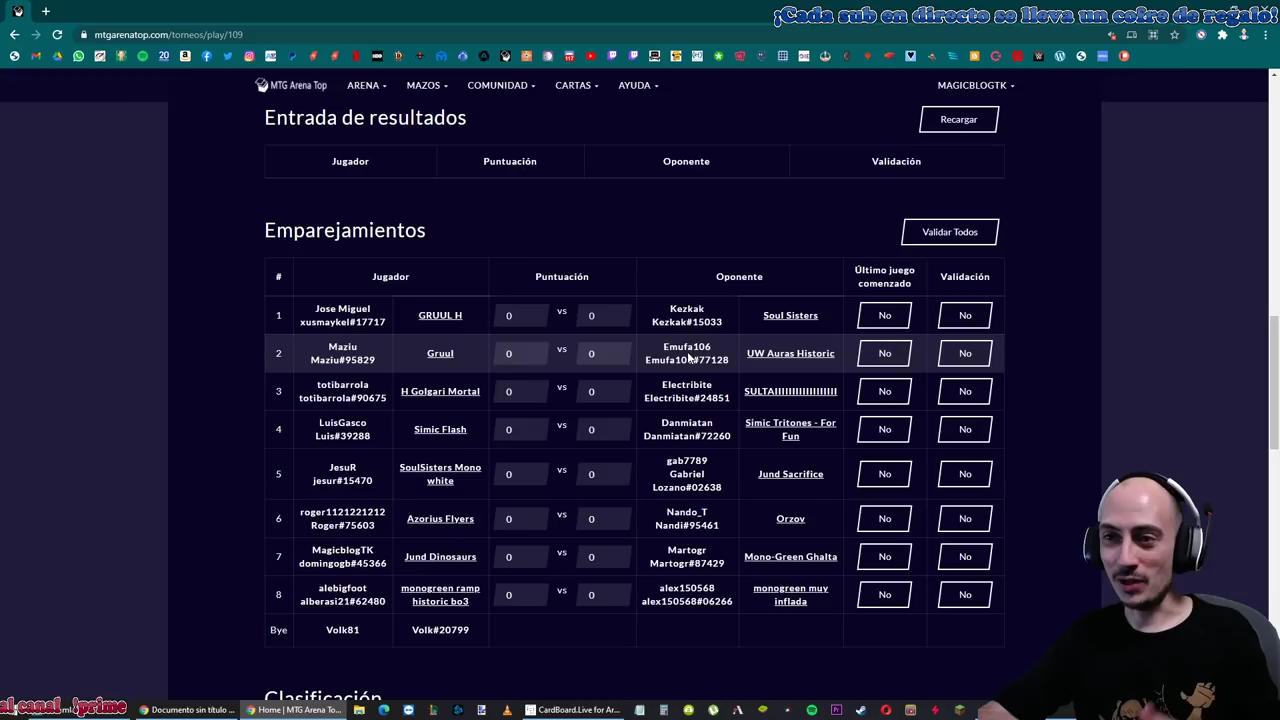 ¡Cada sub en directo se lleva un cofre de regalo!
mtgarenatop.com/torneos/play/109
MTG Arena Top ARENA MAZOS COMUNIDAD CARTAS AYUDA MAGICBLOGTK
Entrada de resultados Recargar
Jugador Puntuación Oponente Validación
Emparejamientos Validar Todos
# Jugador Puntuación Oponente Último juego comenzado Validación
1 Jose Miguel xusmaykel#17717 GRUUL H 0 vs 0 Kezkak Kezkak#15033 Soul Sisters No No
2 Maziu Maziu#95829 Gruul 0 vs 0 Emufa106 Emufa106#77128 UW Auras Historic No No
3 totibarrola totibarrola#90675 H Golgari Mortal 0 vs 0 Electribite Electribite#24851 SULTAIIIIIIIIIIIIIIIIII No No
4 LuisGasco Luis#39288 Simic Flash 0 vs 0 Danmiatan Danmiatan#72260 Simic Tritones - For Fun No No
5 JesuR jesur#15470 SoulSisters Mono white 0 vs 0 gab7789 Gabriel Lozano#02638 Jund Sacrifice No No
6 roger1121221212 Roger#75603 Azorius Flyers 0 vs 0 Nando_T Nandi#95461 Orzov No No
7 MagicblogTK domingogb#45366 Jund Dinosaurs 0 vs 0 Martogr Martogr#87429 Mono-Green Ghalta No No
8 alebigfoot alberasi21#62480 monogreen ramp historic bo3 0 vs 0 alex150568 alex150568#06266 monogreen muy inflada No No
Bye Volk81 Volk#20799
Clasificación
al canal prime Documento sin título Home | MTG Arena To... CardBoard.Live for Ar...